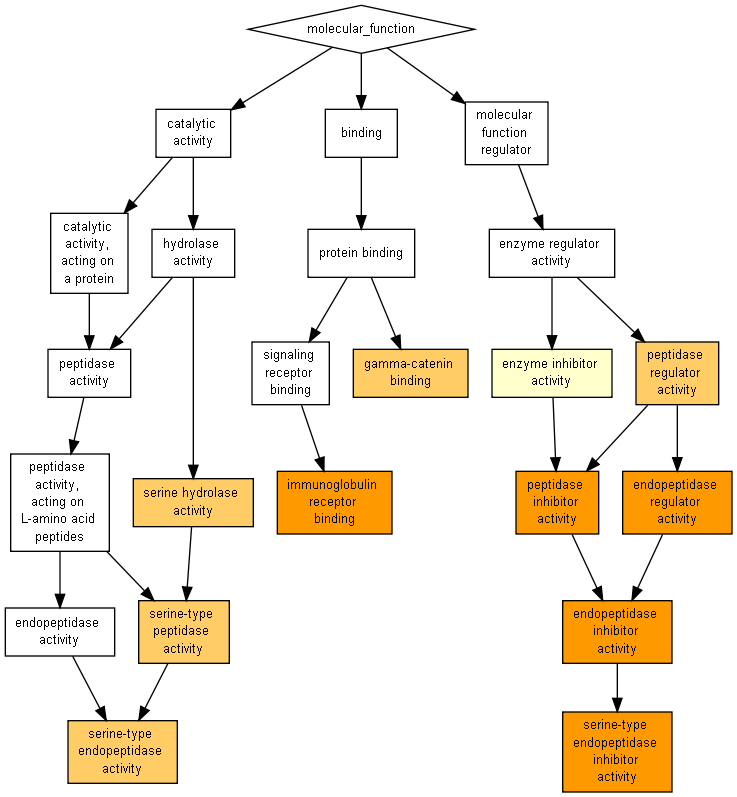 molecular_function
catalytic
activity
binding
molecular
function
regulator
catalytic
activity,
acting on
a protein
hydrolase
activity
protein binding
enzyme regulator
activity
peptidase
activity
signaling
receptor
binding
gamma-catenin
binding
enzyme inhibitor
activity
peptidase
regulator
activity
peptidase
activity,
acting on
L-amino acid
peptides
serine hydrolase
activity
immunoglobulin
receptor
binding
peptidase
inhibitor
activity
endopeptidase
regulator
activity
endopeptidase
activity
serine-type
peptidase
activity
endopeptidase
inhibitor
activity
serine-type
endopeptidase
activity
serine-type
endopeptidase
inhibitor
activity